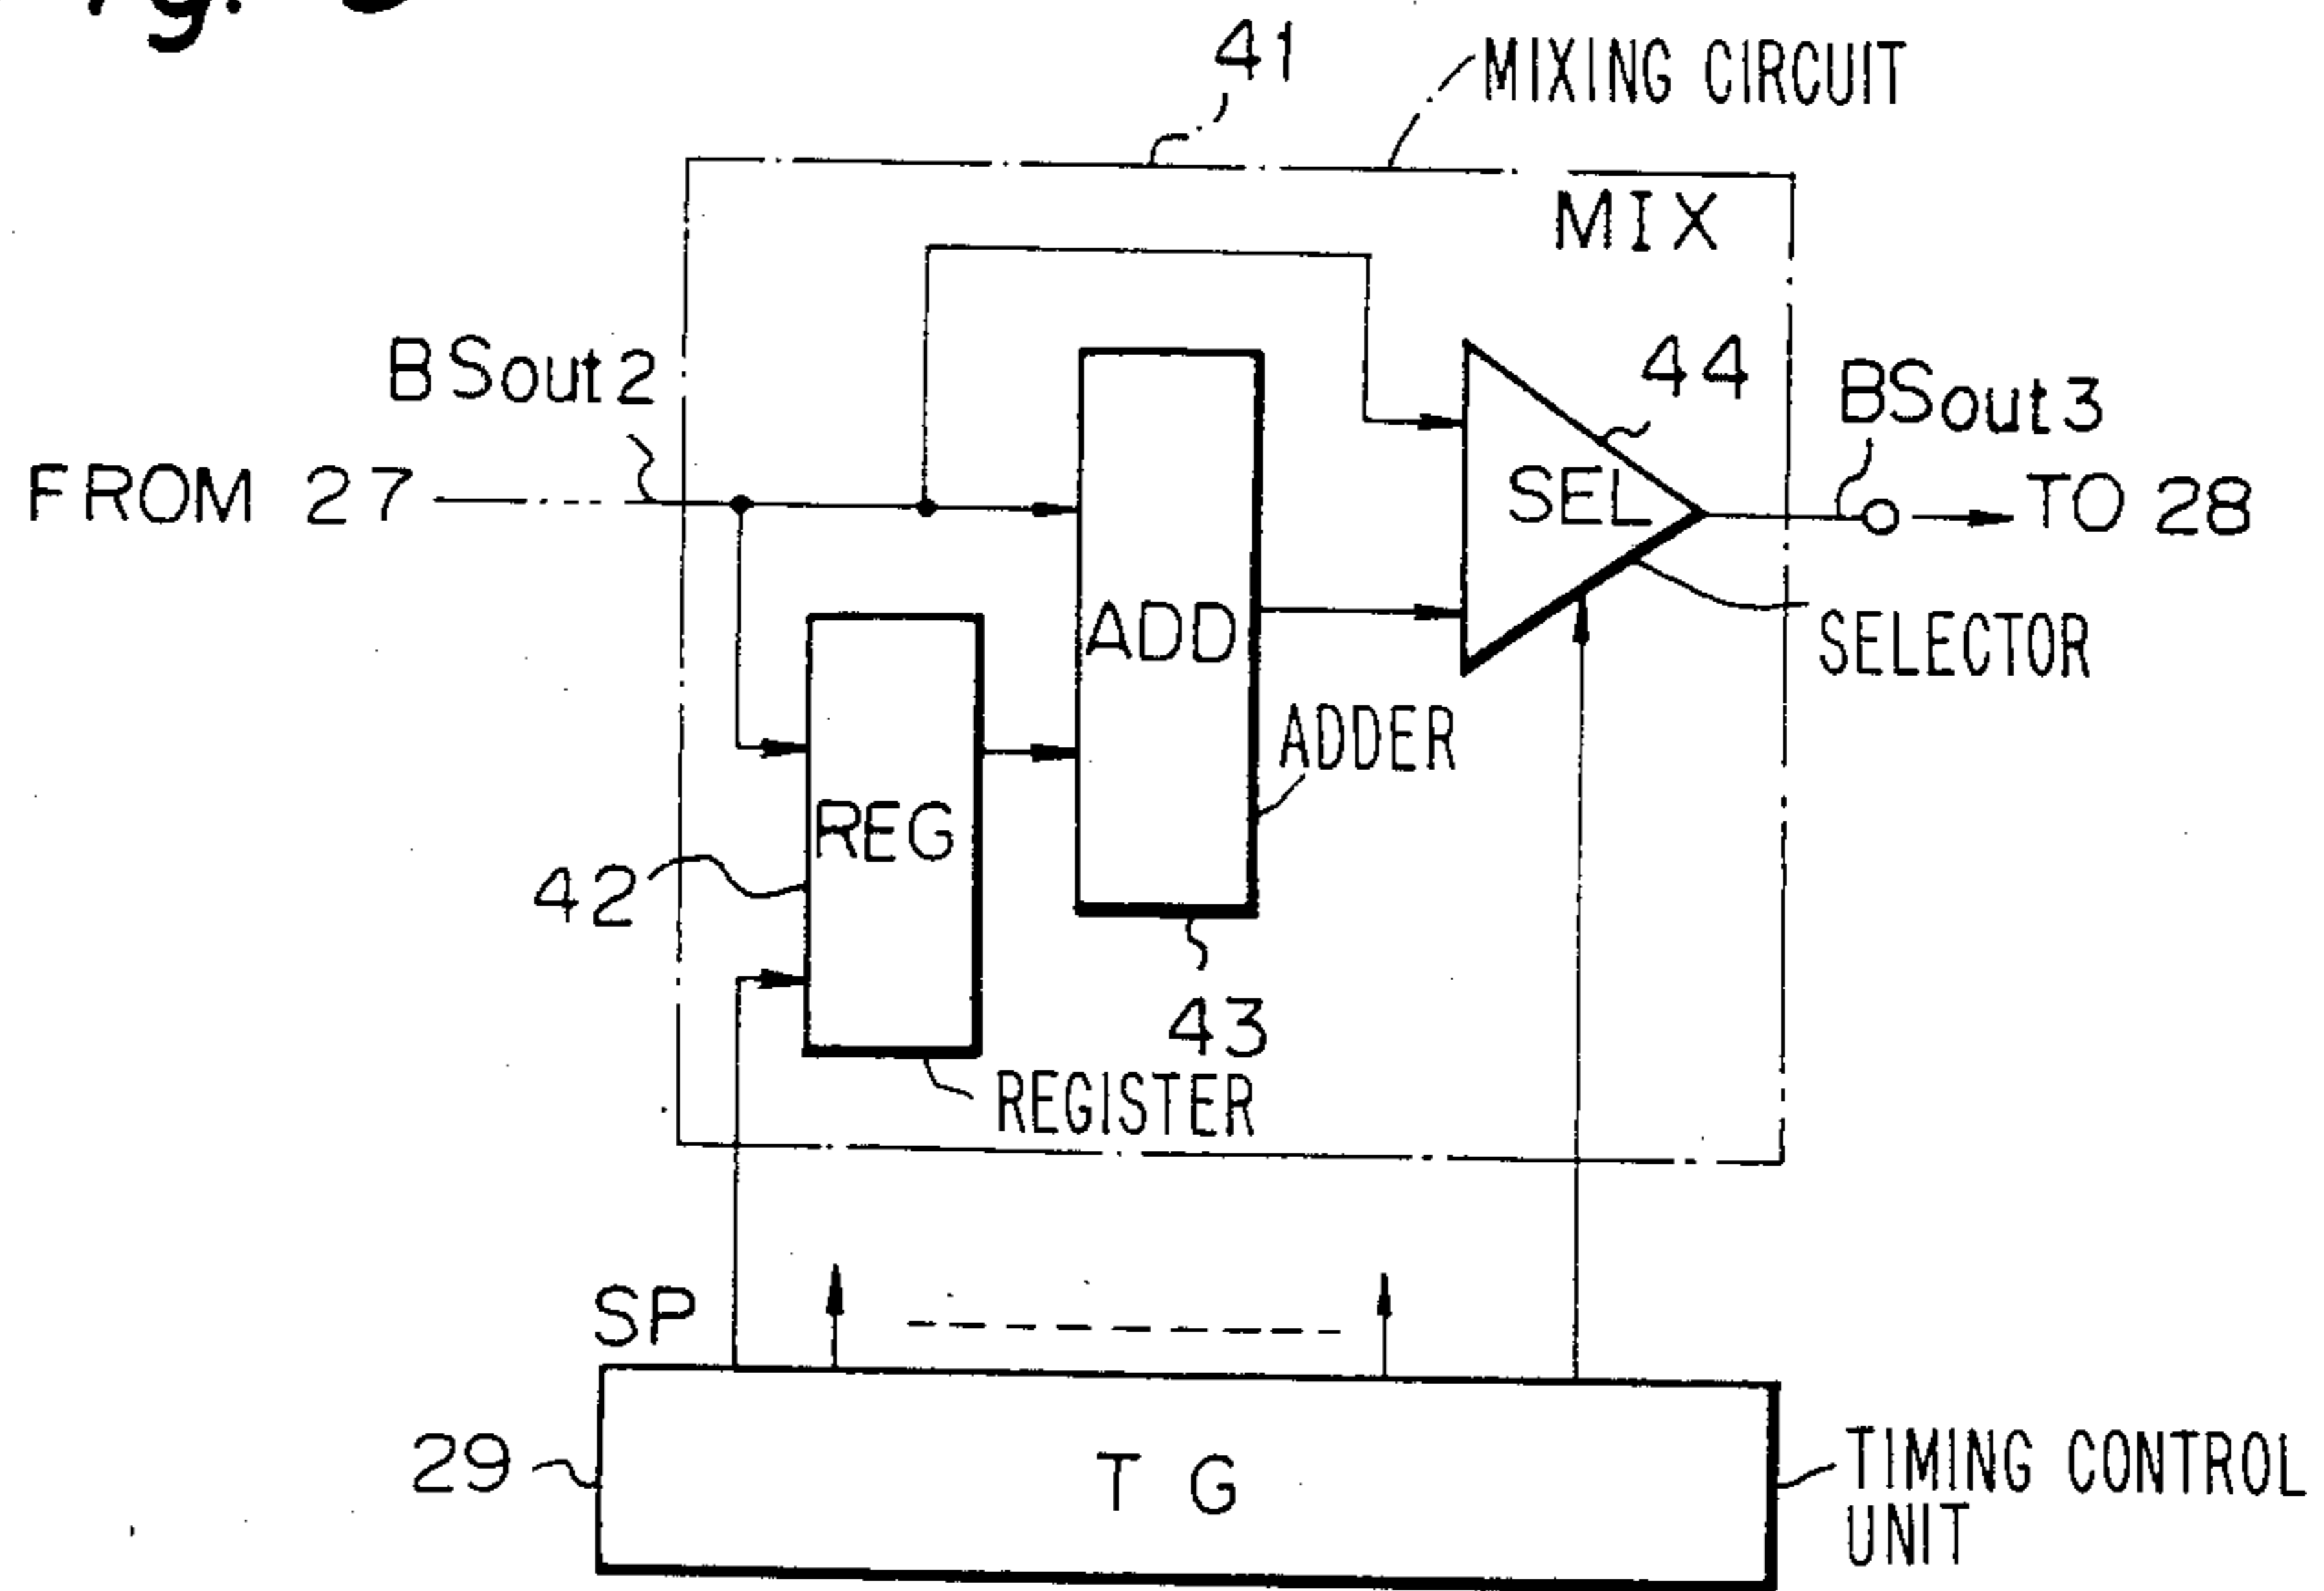 41
MIXING CIRCUIT
MIX
BSout2
44
BSout3
FROM 27
SEL
TO 28
ADD
SELECTOR
ADDER
REG
42
43
REGISTER
SP
29
TG
TIMING CONTROL
UNIT